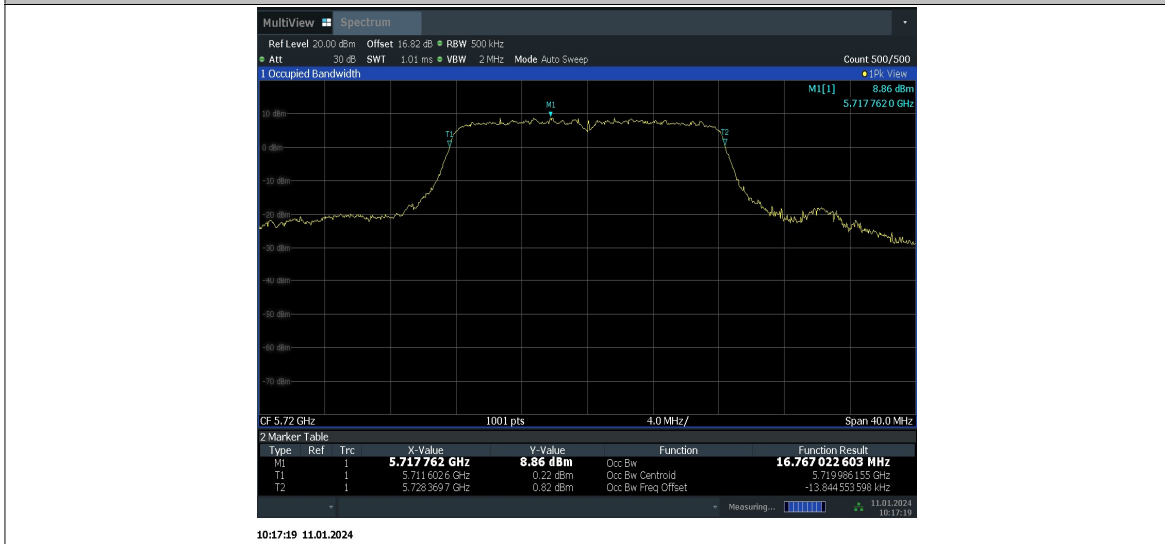 MultiView Spectrum
Ref Level 20.00 dBm Offset 16.82 dB RBW 500 kHz
Att 30 dB SWT 1.01 ms VBW 2 MHz Mode Auto Sweep Count 500/500
1 Occupied Bandwidth 1Pk View
M1[1] 8.86 dBm
5.717 762 0 GHz
M1
10 dBm
T1
T2
0 dBm
-10 dBm
-20 dBm
-30 dBm
-40 dBm
-50 dBm
-60 dBm
-70 dBm
CF 5.72 GHz 1001 pts 4.0 MHz/ Span 40.0 MHz
2 Marker Table
Type Ref Trc X-Value Y-Value Function Function Result
M1 1 5.717 762 GHz 8.86 dBm Occ Bw 16.767 022 603 MHz
T1 1 5.711 602 6 GHz 0.22 dBm Occ Bw Centroid 5.719 986 155 GHz
T2 1 5.728 369 7 GHz 0.82 dBm Occ Bw Freq Offset -13.844 553 598 kHz
Measuring... 11.01.2024
10:17:19
10:17:19 11.01.2024